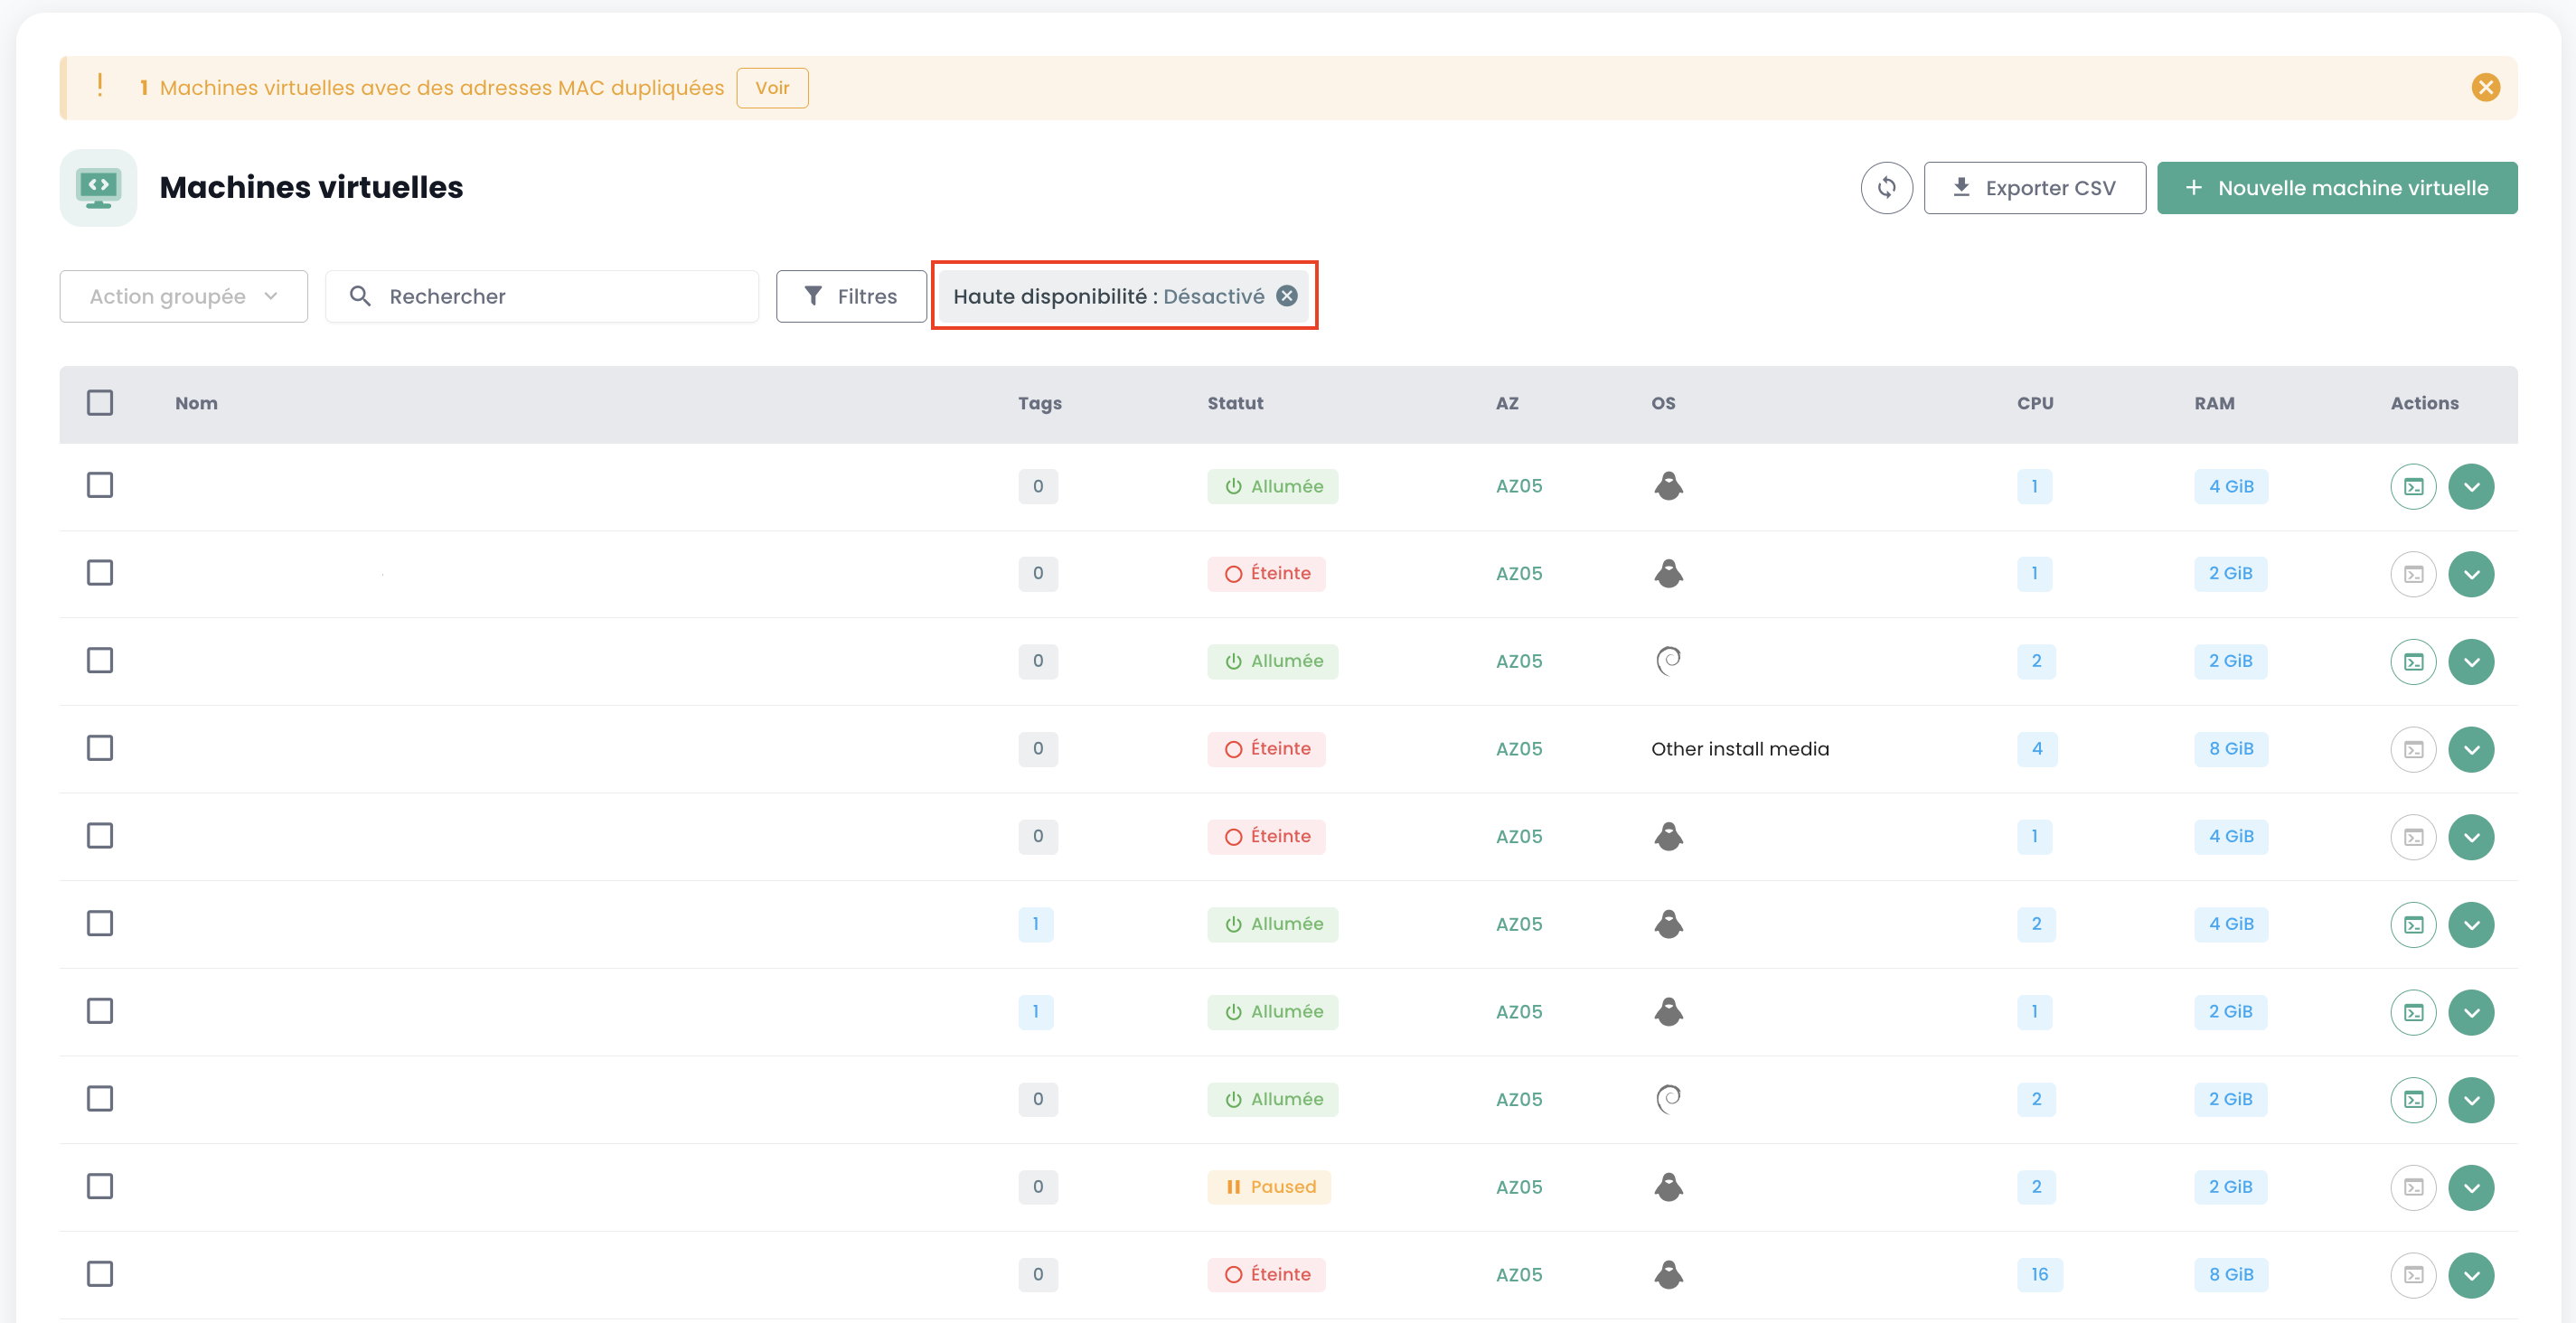 ! 1 Machines virtuelles avec des adresses MAC dupliquées Voir
Machines virtuelles Exporter CSV + Nouvelle machine virtuelle
Action groupée Rechercher Filtres Haute disponibilité : Désactivé
Nom Tags Statut AZ OS CPU RAM Actions
0 Allumée AZ05 1 4 GiB
0 Éteinte AZ05 1 2 GiB
0 Allumée AZ05 2 2 GiB
0 Éteinte AZ05 Other install media 4 8 GiB
0 Éteinte AZ05 1 4 GiB
1 Allumée AZ05 2 4 GiB
1 Allumée AZ05 1 2 GiB
0 Allumée AZ05 2 2 GiB
0 Paused AZ05 2 2 GiB
0 Éteinte AZ05 16 8 GiB